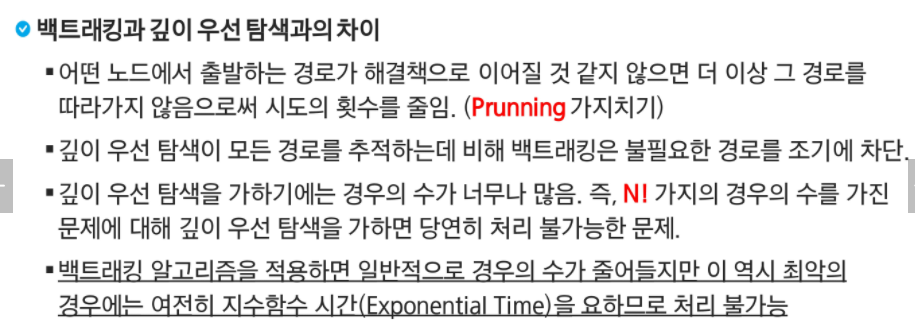 백트래킹과 깊이 우선 탐색과의 차이
▪ 어떤 노드에서 출발하는 경로가 해결책으로 이어질 것 같지 않으면 더 이상 그 경로를
따라가지 않음으로써 시도의 횟수를 줄임. (Prunning 가지치기)
▪ 깊이 우선 탐색이 모든 경로를 추적하는데 비해 백트래킹은 불필요한 경로를 조기에 차단.
▪ 깊이 우선 탐색을 가하기에는 경우의 수가 너무나 많음. 즉, N! 가지의 경우의 수를 가진
문제에 대해 깊이 우선 탐색을 가하면 당연히 처리 불가능한 문제.
▪ 백트래킹 알고리즘을 적용하면 일반적으로 경우의 수가 줄어들지만 이 역시 최악의
경우에는 여전히 지수함수 시간(Exponential Time)을 요하므로 처리 불가능